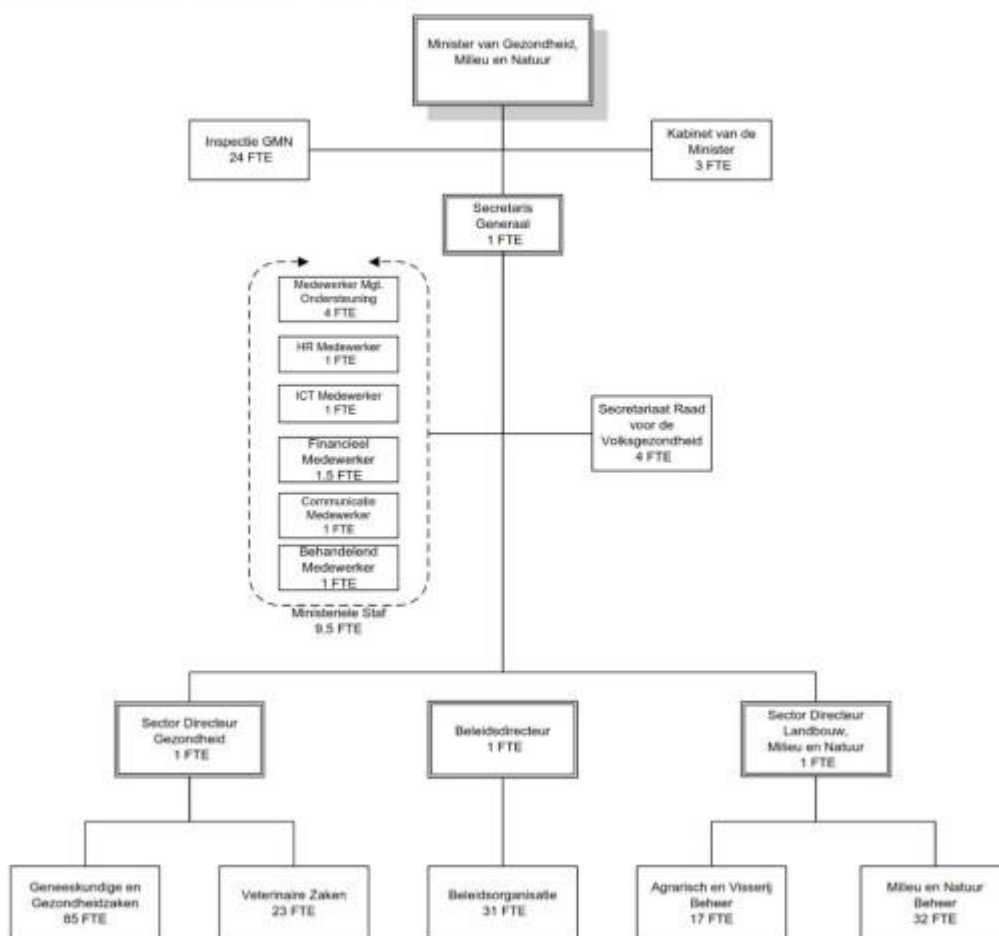 Minister van Gezondheid,
Milieu en Natuur
Inspectie GMN
24 FTE
Kabinet van de
Minister
3 FTE
Secretaris
Generaal
1 FTE
Medewerker Mgt.
Ondersteuning
4 FTE
HR Medewerker
1 FTE
ICT Medewerker
1 FTE
Financieel
Medewerker
1.5 FTE
Communicatie
Medewerker
1 FTE
Behandelend
Medewerker
1 FTE
Ministeriele Staf
9.5 FTE
Secretariaat Raad
voor de
Volksgezondheid
4 FTE
Sector Directeur
Gezondheid
1 FTE
Beleidsdirecteur
1 FTE
Sector Directeur
Landbouw,
Milieu en Natuur
1 FTE
Geneeskundige en
Gezondheidzaken
85 FTE
Veterinaire Zaken
23 FTE
Beleidsorganisatie
31 FTE
Agrarisch en Visserij
Beheer
17 FTE
Milieu en Natuur
Beheer
32 FTE